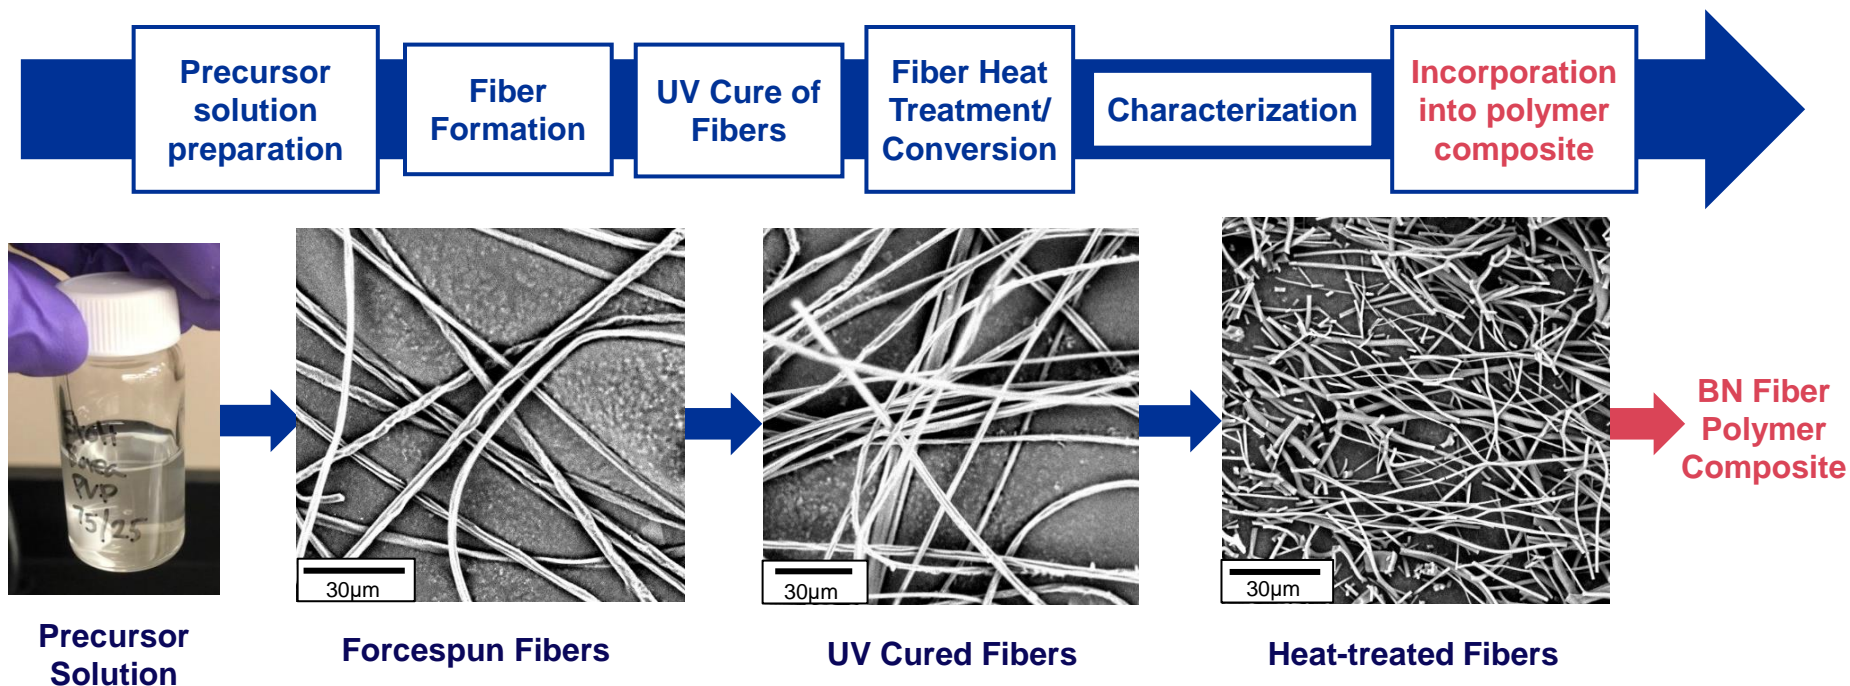 Precursor
solution
preparation
Fiber
Formation
UV Cure of
Fibers
Fiber Heat
Treatment/
Conversion
Characterization
Incorporation
into polymer
composite
PVP
75/25
30µm
30µm
30µm
BN Fiber
Polymer
Composite
Precursor
Solution
Forcespun Fibers
UV Cured Fibers
Heat-treated Fibers